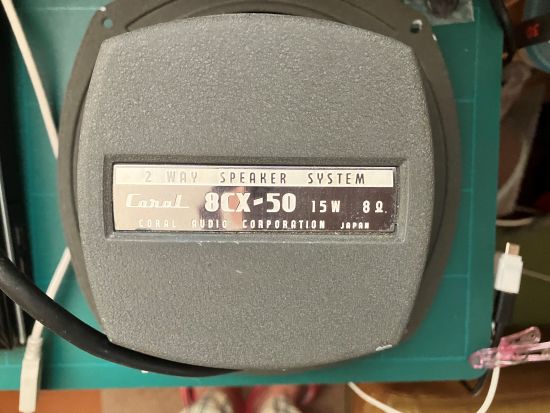 2 WAY SPEAKER SYSTEM
Coral 8CX-50 15W 8Ω
CORAL AUDIO CORPORATION JAPAN